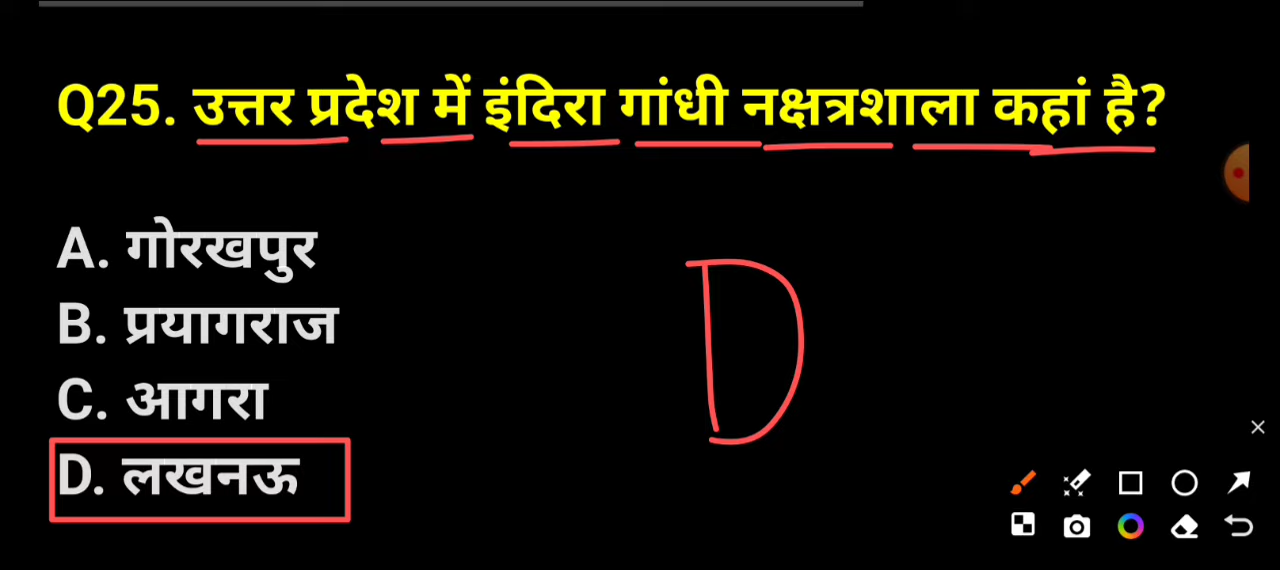 Q25. उत्तर प्रदेश में इंदिरा गांधी नक्षत्रशाला कहां है?
A. गोरखपुर
B. प्रयागराज
D
C. आगरा
D. लखनऊ